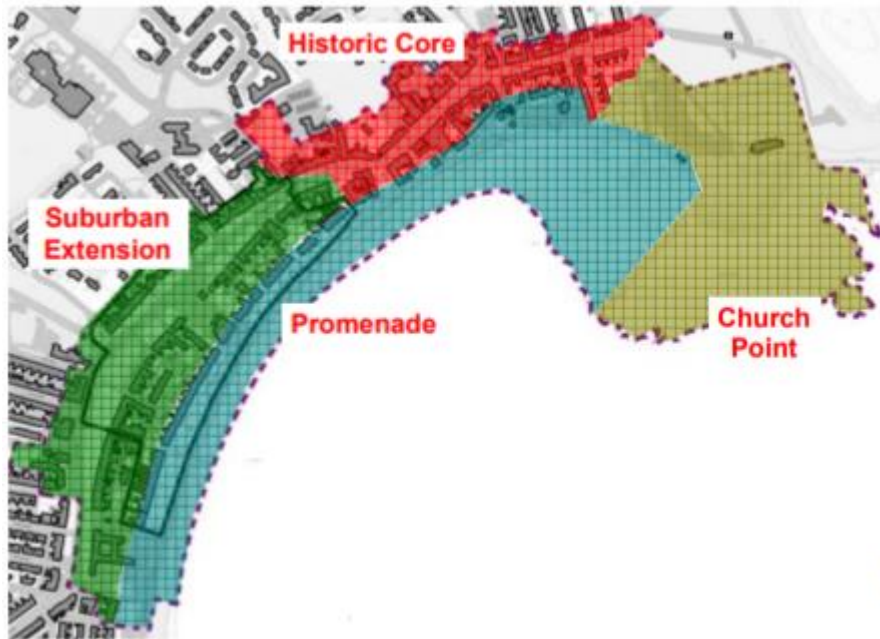 Historic Core
Suburban
Extension
Promenade
Church
Point